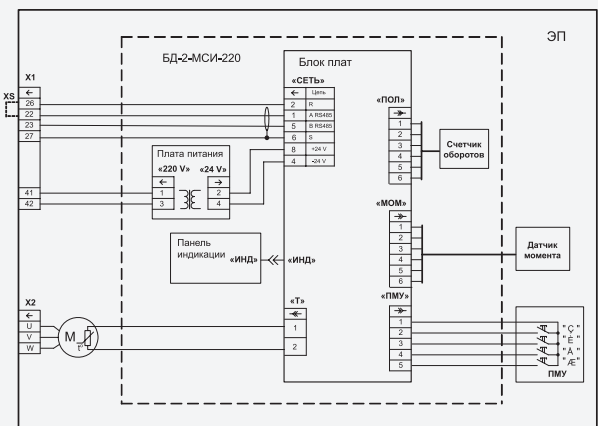 ЭП
БД-2-МСИ-220
Блок плат
X1
←
XS
26
22
23
27
41
42
«СЕТЬ»
← Цепь
2 R
1 A RS485
5 B RS485
6 S
8 +24 V
4 -24 V
Плата питания
«220 V» «24 V»
← →
1 2
3 4
Панель
индикации
«ИНД»
«ИНД»
«ПОЛ»
1
2
3
4
5
6
Счетчик
оборотов
«МОМ»
1
2
3
4
5
6
Датчик
момента
X2
←
U
V
W
M
t°
«Т»
1
2
«ПМУ»
1
2
3
4
5
" Ç "
" È "
" À "
" Æ "
ПМУ